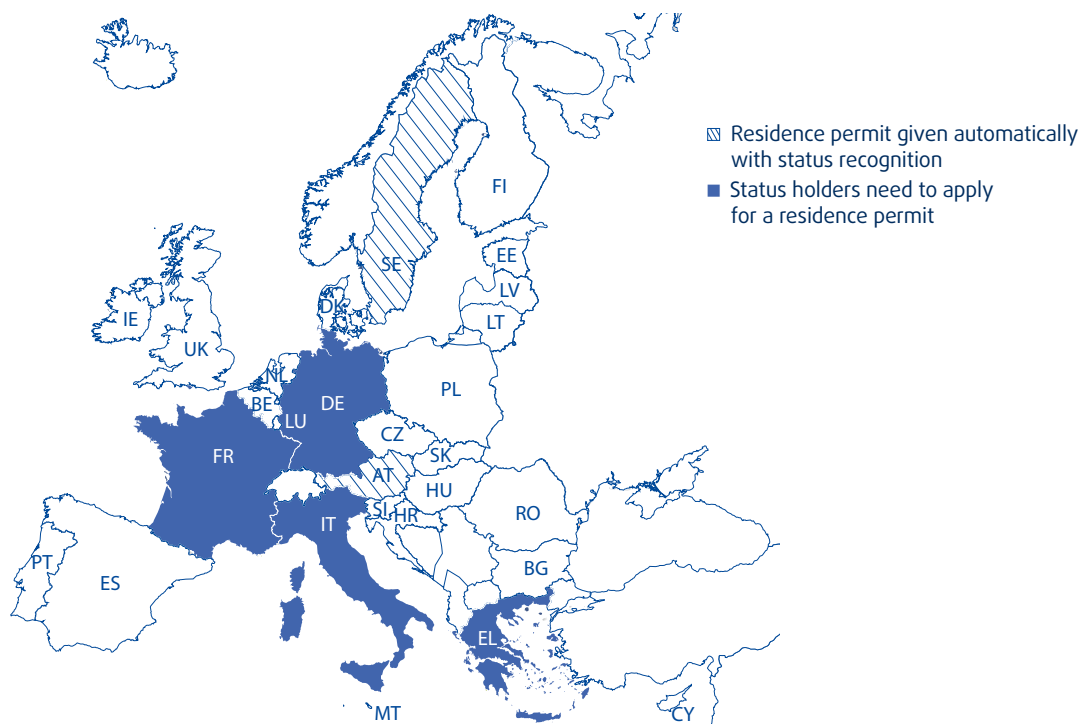 Residence permit given automatically
with status recognition
Status holders need to apply
for a residence permit
FI
SE
EE
LV
DK
LT
IE
UK
NL
PL
BE
DE
LU
CZ
FR
SK
AT
HU
SI
HR
RO
IT
PT
ES
BG
EL
MT
CY